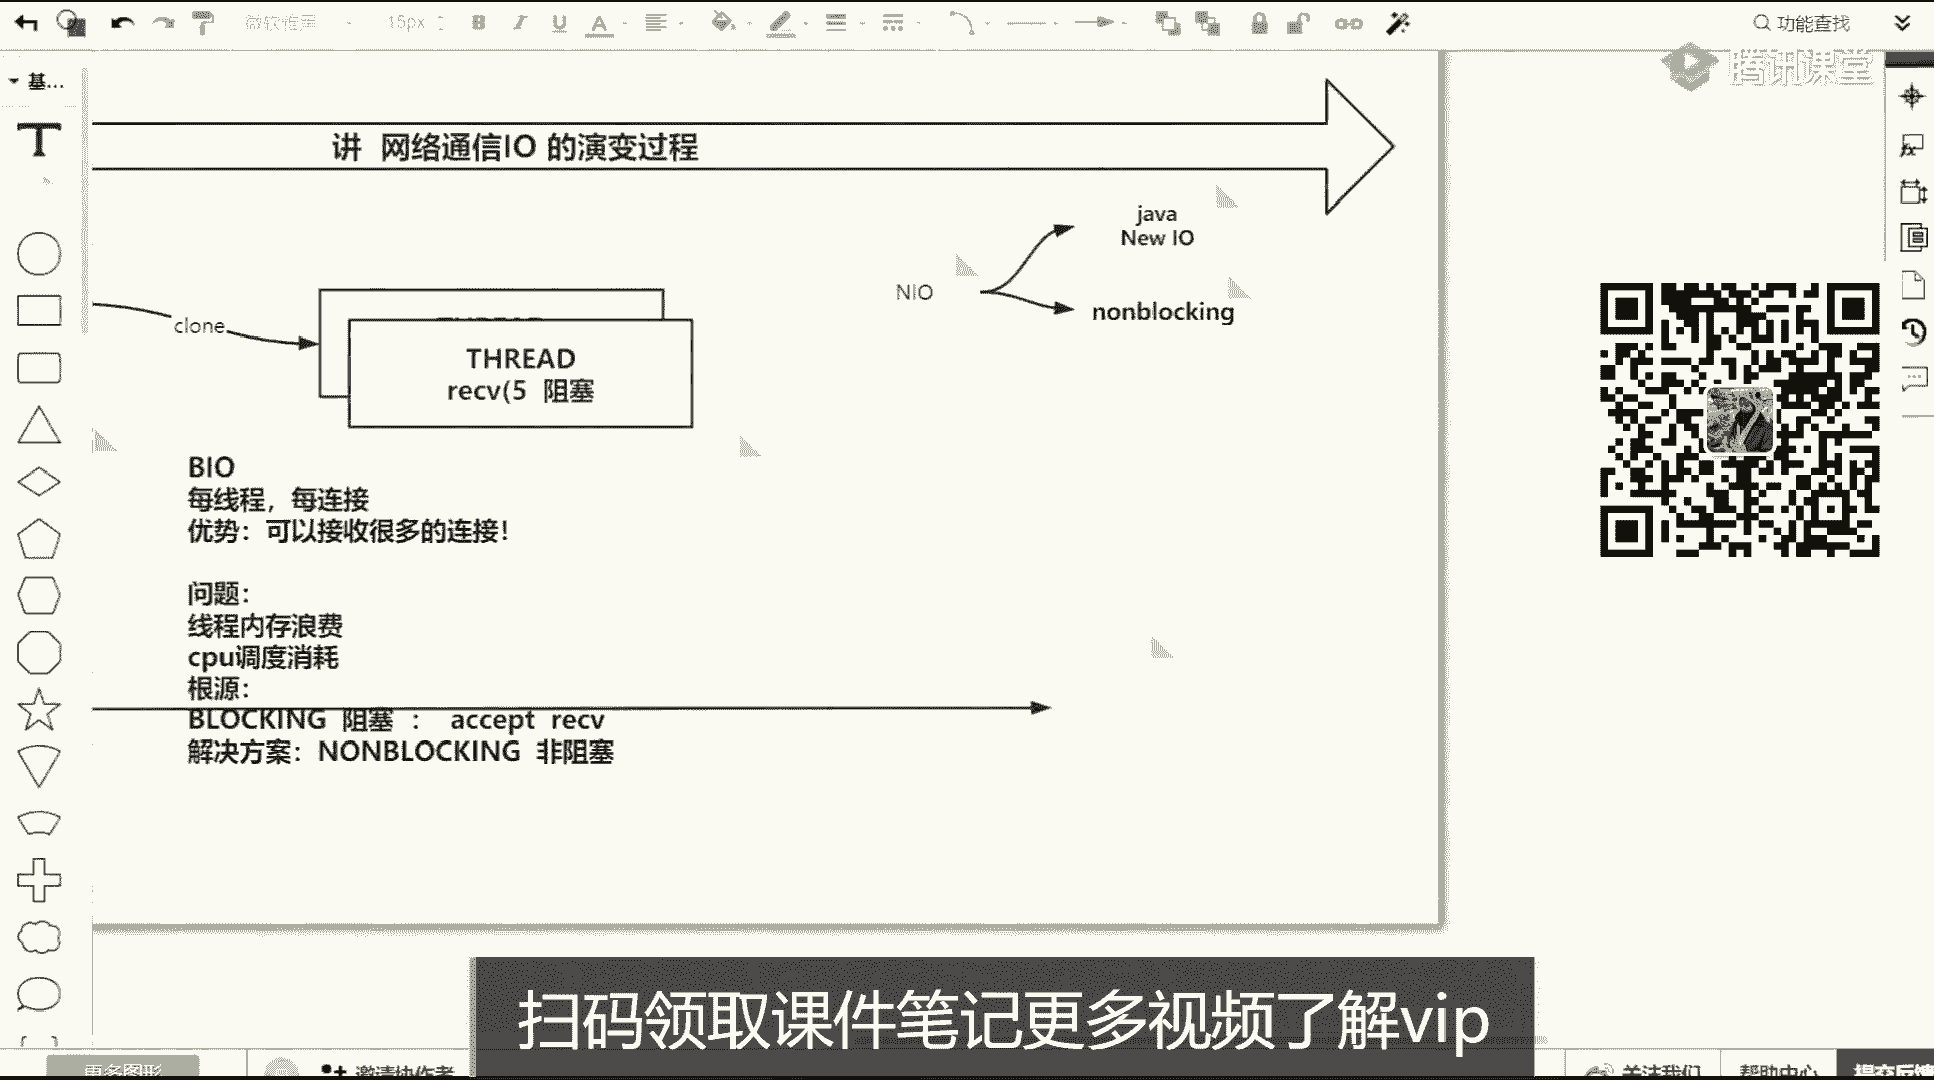 微软雅黑
15px
B
I
U
A
功能查找
腾讯课堂
基...
T
讲 网络通信IO 的演变过程
java
New IO
NIO
nonblocking
clone
THREAD
recv(5 阻塞
BIO
每线程，每连接
优势：可以接收很多的连接！
问题：
线程内存浪费
cpu调度消耗
根源：
BLOCKING 阻塞 ： accept recv
解决方案：NONBLOCKING 非阻塞
扫码领取课件笔记更多视频了解vip
更多图形
邀请协作者
关注我们
帮助中心
提交反馈